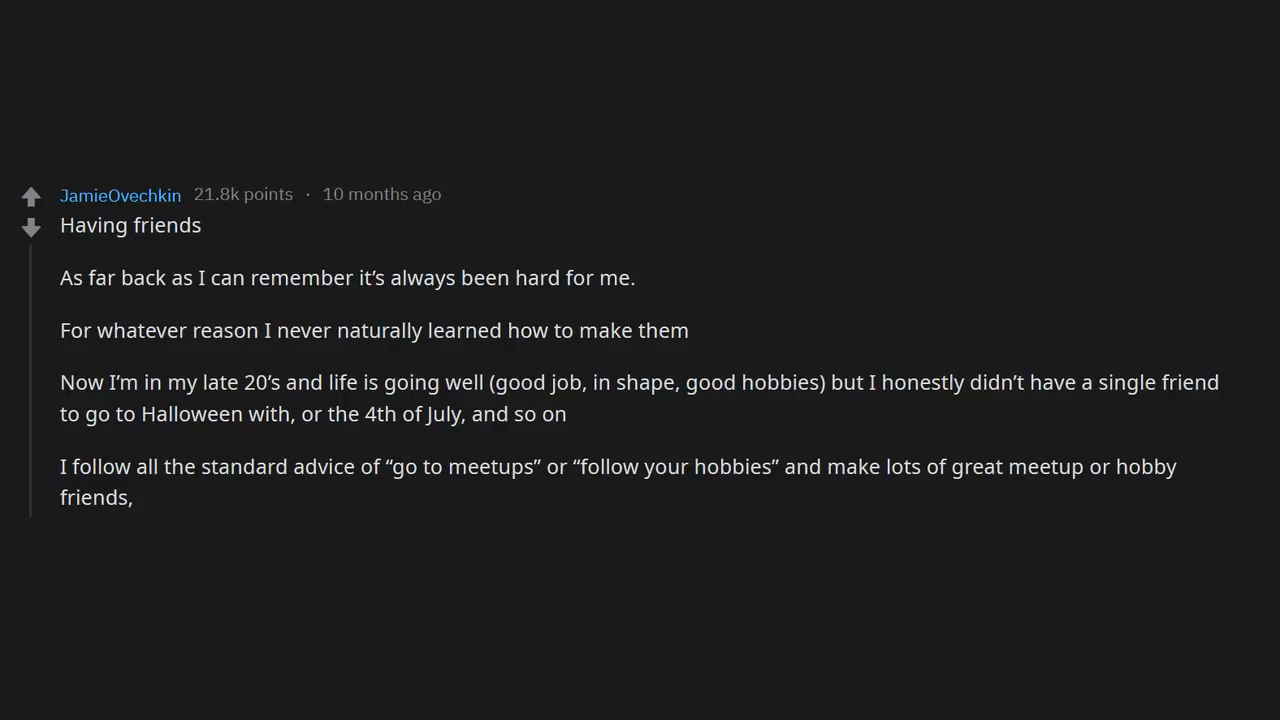 JamieOvechkin 21.8k points · 10 months ago
Having friends
As far back as I can remember it’s always been hard for me.
For whatever reason I never naturally learned how to make them
Now I’m in my late 20’s and life is going well (good job, in shape, good hobbies) but I honestly didn’t have a single friend
to go to Halloween with, or the 4th of July, and so on
I follow all the standard advice of “go to meetups” or “follow your hobbies” and make lots of great meetup or hobby
friends,